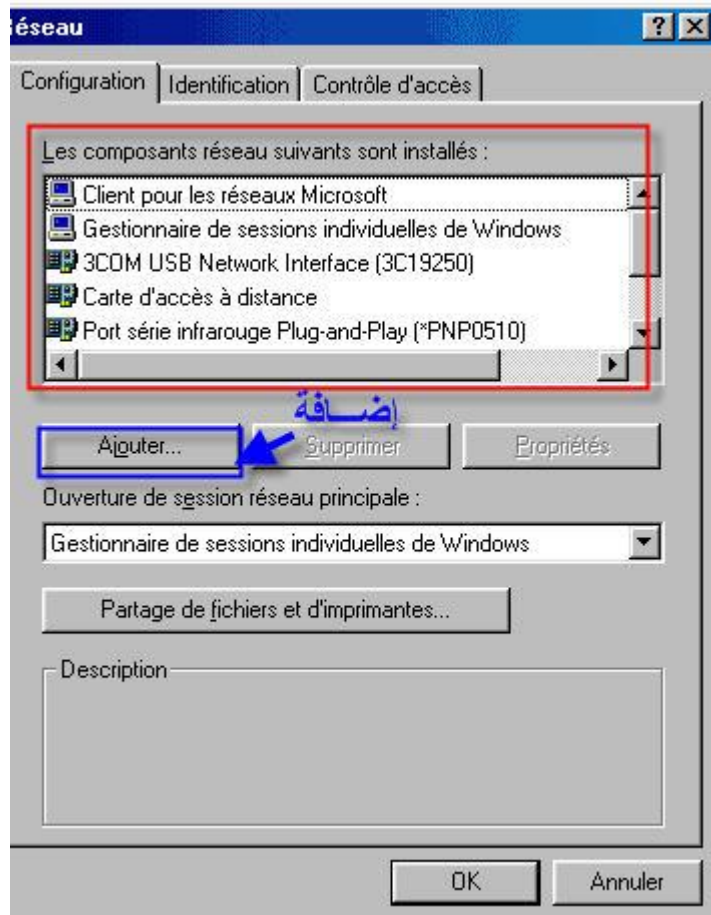 éseau
Configuration Identification Contrôle d'accès
Les composants réseau suivants sont installés :
Client pour les réseaux Microsoft
Gestionnaire de sessions individuelles de Windows
3COM USB Network Interface (3C19250)
Carte d'accès à distance
Port série infrarouge Plug-and-Play (*PNP0510)
إضـــافة
Ajouter... Supprimer Propriétés
Ouverture de session réseau principale :
Gestionnaire de sessions individuelles de Windows
Partage de fichiers et d'imprimantes...
Description
OK Annuler